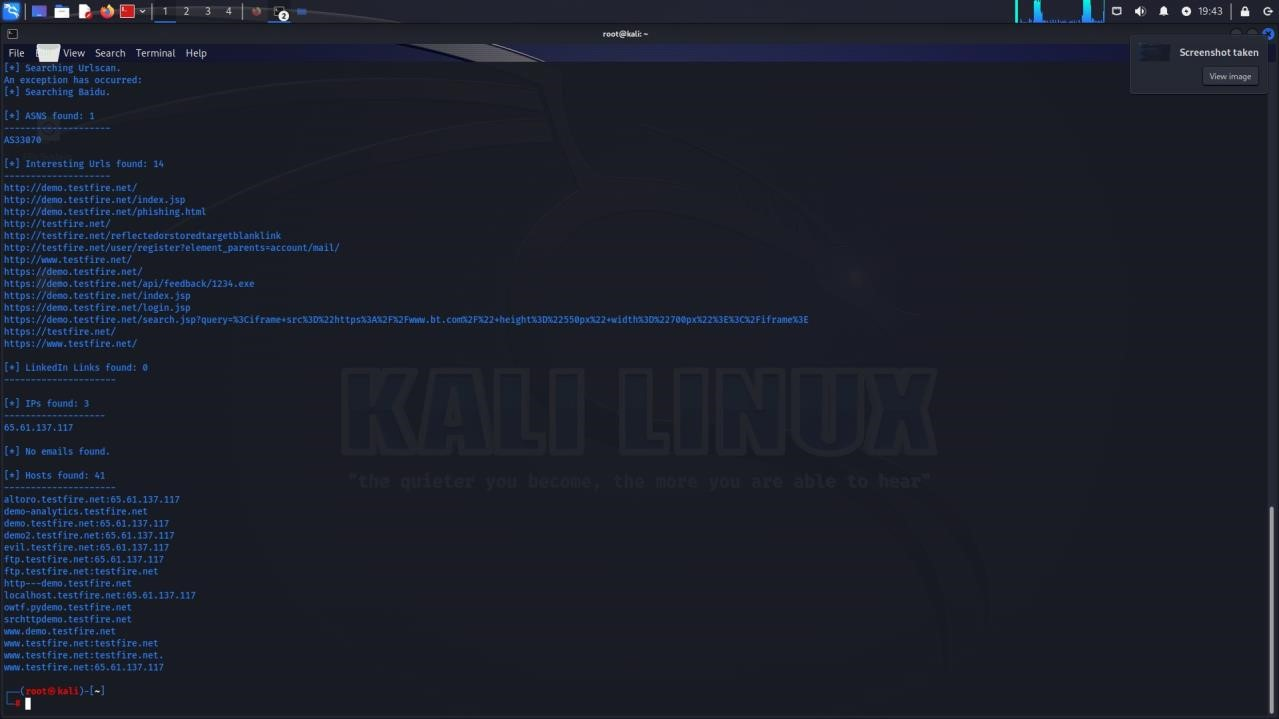 1 2 3 4
2
19:43
root@kali: ~
File View Search Terminal Help
Screenshot taken
View image
[*] Searching Urlscan.
An exception has occurred:
[*] Searching Baidu.
[*] ASNS found: 1
--------------------
AS33070
[*] Interesting Urls found: 14
--------------------
http://demo.testfire.net/
http://demo.testfire.net/index.jsp
http://demo.testfire.net/phishing.html
http://testfire.net/
http://testfire.net/reflectedorstoredtargetblanklink
http://testfire.net/user/register?element_parents=account/mail/
http://www.testfire.net/
https://demo.testfire.net/
https://demo.testfire.net/api/feedback/1234.exe
https://demo.testfire.net/index.jsp
https://demo.testfire.net/login.jsp
https://demo.testfire.net/search.jsp?query=%3Ciframe+src%3D%22https%3A%2F%2Fwww.bt.com%2F%22+height%3D%22550px%22+width%3D%22700px%22%3E%3C%2Fiframe%3E
https://testfire.net/
https://www.testfire.net/
[*] LinkedIn Links found: 0
---------------------
[*] IPs found: 3
-------------------
65.61.137.117
[*] No emails found.
[*] Hosts found: 41
---------------------
altoro.testfire.net:65.61.137.117
demo-analytics.testfire.net
demo.testfire.net:65.61.137.117
demo2.testfire.net:65.61.137.117
evil.testfire.net:65.61.137.117
ftp.testfire.net:65.61.137.117
ftp.testfire.net:testfire.net
http---demo.testfire.net
localhost.testfire.net:65.61.137.117
owtf.pydemo.testfire.net
srchttpdemo.testfire.net
www.demo.testfire.net
www.testfire.net:testfire.net
www.testfire.net:testfire.net.
www.testfire.net:65.61.137.117
(root㉿kali)-[~]
#
KALI LINUX
"the quieter you become, the more you are able to hear"